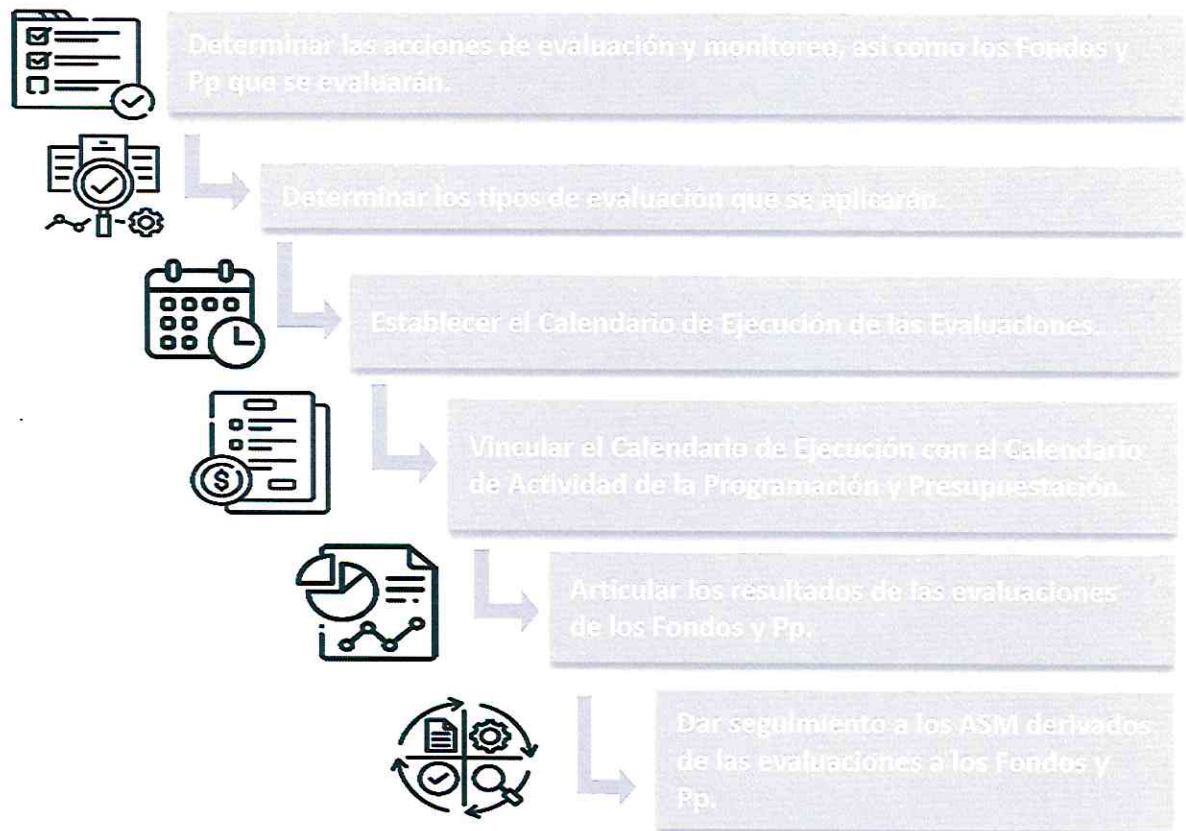 Determinar las acciones de evaluación y monitoreo, así como los Fondos y
Pp que se evaluarán.
Determinar los tipos de evaluación que se aplicarán.
Establecer el Calendario de Ejecución de las Evaluaciones.
Vincular el Calendario de Ejecución con el Calendario
de Actividad de la Programación y Presupuestación.
Articular los resultados de las evaluaciones
de los Fondos y Pp.
Dar seguimiento a los ASM derivados
de las evaluaciones a los Fondos y
Pp.